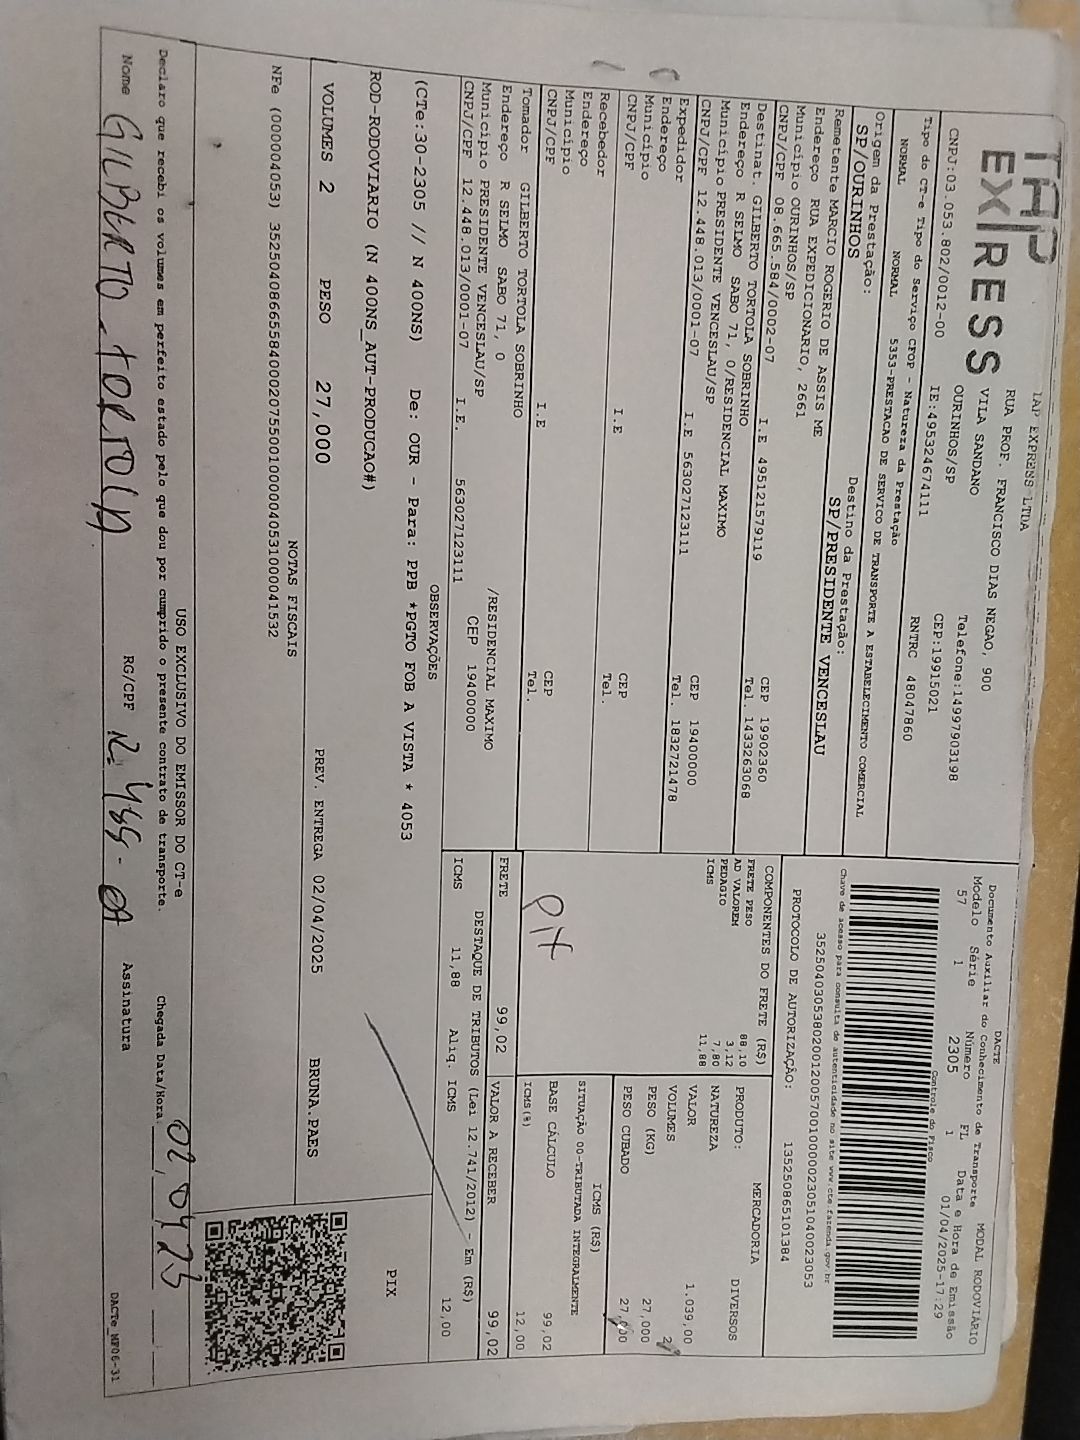 TAP
EX/RESS
TAP EXPRESS LTDA
RUA PROF. FRANCISCO DIAS NEGAO, 900
VILA SANDANO Telefone:14997903198
OURINHOS/SP CEP:19915021
CNPJ:03.053.802/0012-00 IE:495324674111 RNTRC 48047860
Tipo do CT-e Tipo do Serviço CFOP - Natureza da Prestação
NORMAL NORMAL 5353-PRESTACAO DE SERVICO DE TRANSPORTE A ESTABELECIMENTO COMERCIAL
Origem da Prestação: Destino da Prestação:
SP/OURINHOS SP/PRESIDENTE VENCESLAU
DACTE MODAL RODOVIÁRIO
Documento Auxiliar do Conhecimento de Transporte
Modelo Série Número FL Data e Hora de Emissão
57 1 2305 1 01/04/2025-17:29
Controle do Fisco
Chave de acesso para consulta de autenticidade no site www.cte.fazenda.gov.br
35250403053802001200570010000023051040023053
PROTOCOLO DE AUTORIZAÇÃO: 135250865101384
Remetente MARCIO ROGERIO DE ASSIS ME
Endereço RUA EXPEDICIONARIO, 2661
Município OURINHOS/SP CEP 19902360
CNPJ/CPF 08.665.584/0002-07 I.E 495121579119 Tel. 1433263068
Destinat. GILBERTO TORTOLA SOBRINHO
Endereço R SELMO SABO 71, 0/RESIDENCIAL MAXIMO
Município PRESIDENTE VENCESLAU/SP CEP 19400000
CNPJ/CPF 12.448.013/0001-07 I.E 563027123111 Tel. 1832721478
Expedidor
Endereço
Município CEP
CNPJ/CPF I.E Tel.
Recebedor
Endereço
Município CEP
CNPJ/CPF I.E Tel.
Tomador GILBERTO TORTOLA SOBRINHO
Endereço R SELMO SABO 71, 0 /RESIDENCIAL MAXIMO
Município PRESIDENTE VENCESLAU/SP CEP 19400000
CNPJ/CPF 12.448.013/0001-07 I.E. 563027123111
COMPONENTES DO FRETE (R$)
FRETE PESO 88,10
AD VALOREM 3,12
PEDAGIO 7,80
ICMS 11,88
PIX
PRODUTO: MERCADORIA
NATUREZA DIVERSOS
VALOR 1.039,00
VOLUMES 2
PESO (KG) 27,000
PESO CUBADO 27,000
ICMS (R$)
SITUAÇÃO 00-TRIBUTADA INTEGRALMENTE
BASE CÁLCULO 99,02
ICMS(%) 12,00
FRETE 99,02 VALOR A RECEBER 99,02
DESTAQUE DE TRIBUTOS (Lei 12.741/2012) - Em (R$)
ICMS 11,88 Aliq. ICMS 12,00
OBSERVAÇÕES
(CTe:30-2305 // N 400NS) De: OUR - Para: PPB *PGTO FOB A VISTA * 4053
ROD-RODOVIARIO (N 400NS_AUT-PRODUCAO#)
PIX
VOLUMES 2 PESO 27,000 PREV. ENTREGA 02/04/2025 BRUNA.PAES
NOTAS FISCAIS
NFe (000004053) 35250408665584000207550010000040531000041532
USO EXCLUSIVO DO EMISSOR DO CT-e
Declaro que recebi os volumes em perfeito estado pelo que dou por cumprido o presente contrato de transporte. Chegada Data/Hora.
Nome GILBERTO TORTOLA RG/CPF Assinatura
DACTe_MF06-31